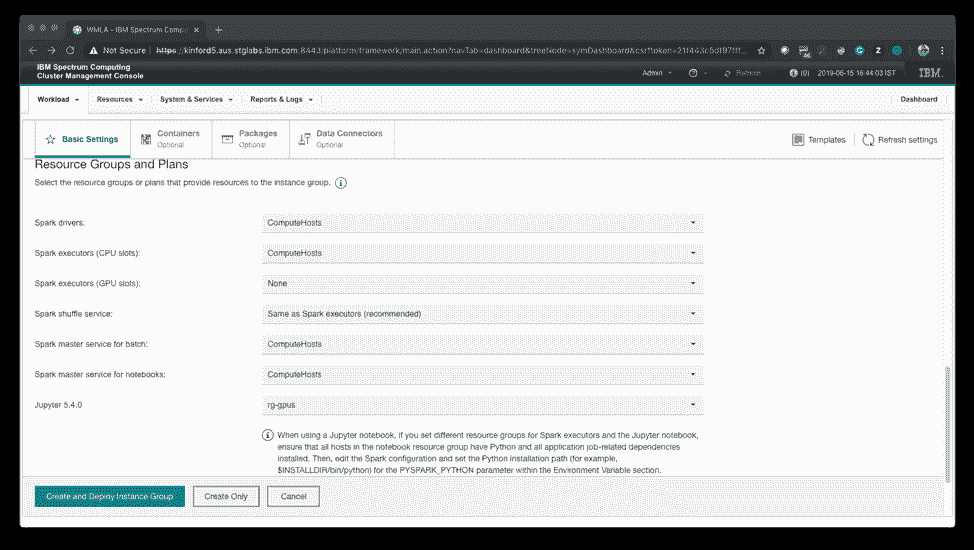 WMLA - IBM Spectrum Comp
Not Secure https://kinford5.aus.stglabs.ibm.com:8443/platform/framework/main.action?navTab=dashboard&treeNode=symDashboard&csrftoken=
IBM Spectrum Computing
Cluster Management Console
Admin Refresh (0) 2019-06-15 16:44:03 IST IBM.
Workload Resources System & Services Reports & Logs Dashboard
Basic Settings Containers Packages Data Connectors Templates Refresh settings
Optional Optional Optional
Resource Groups and Plans
Select the resource groups or plans that provide resources to the instance group.
Spark drivers: ComputeHosts
Spark executors (CPU slots): ComputeHosts
Spark executors (GPU slots): None
Spark shuffle service: Same as Spark executors (recommended)
Spark master service for batch: ComputeHosts
Spark master service for notebooks: ComputeHosts
Jupyter 5.4.0 rg-gpus
When using a Jupyter notebook, if you set different resource groups for Spark executors and the Jupyter notebook,
ensure that all hosts in the notebook resource group have Python and all application job-related dependencies
installed. Then, edit the Spark configuration and set the Python installation path (for example,
$INSTALLDIR/bin/python) for the PYSPARK_PYTHON parameter within the Environment Variable section.
Create and Deploy Instance Group Create Only Cancel